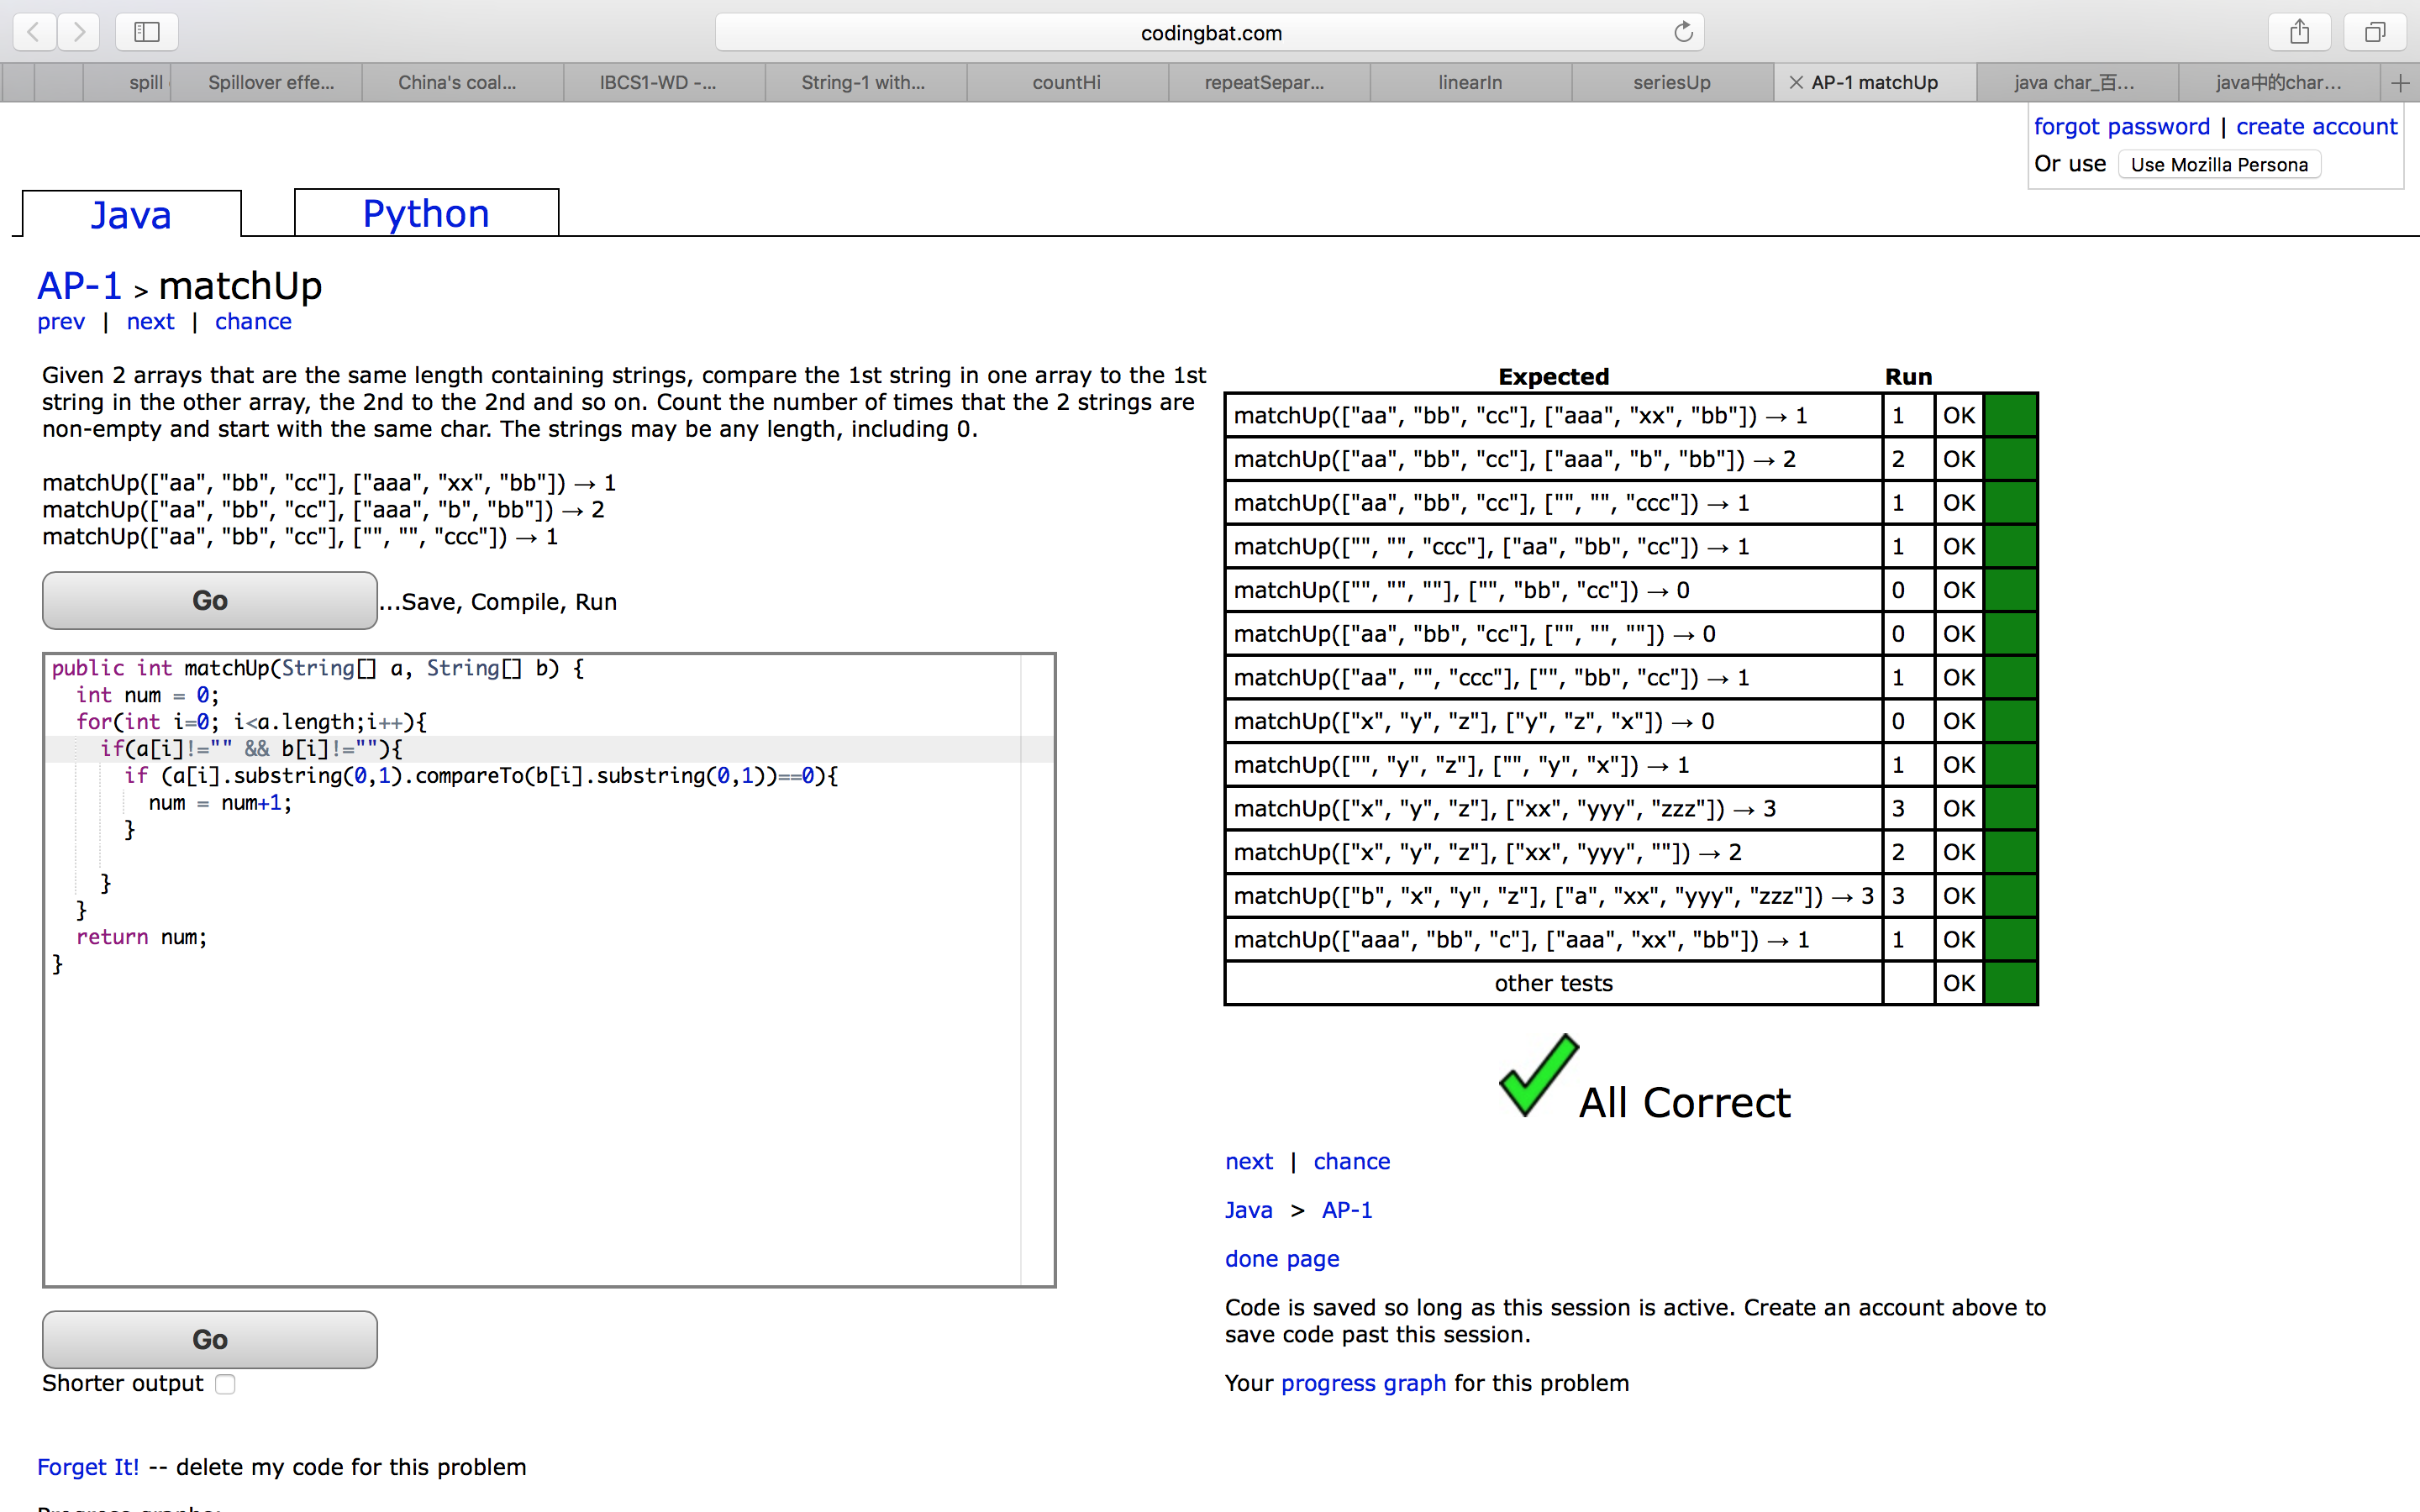 codingbat.com
spill
Spillover effe...
China's coal...
IBCS1-WD -...
String-1 with...
countHi
repeatSepar...
linearIn
seriesUp
AP-1 matchUp
java char_百...
java中的char...
forgot password | create account
Or use Use Mozilla Persona
Java
Python
AP-1 > matchUp
prev | next | chance
Given 2 arrays that are the same length containing strings, compare the 1st string in one array to the 1st
string in the other array, the 2nd to the 2nd and so on. Count the number of times that the 2 strings are
non-empty and start with the same char. The strings may be any length, including 0.
matchUp(["aa", "bb", "cc"], ["aaa", "xx", "bb"]) → 1
matchUp(["aa", "bb", "cc"], ["aaa", "b", "bb"]) → 2
matchUp(["aa", "bb", "cc"], ["", "", "ccc"]) → 1
Go ...Save, Compile, Run
public int matchUp(String[] a, String[] b) {
int num = 0;
for(int i=0; i<a.length;i++){
if(a[i]!="" && b[i]!=""){
if (a[i].substring(0,1).compareTo(b[i].substring(0,1))==0){
num = num+1;
}
}
}
return num;
}
Go
Shorter output
Forget It! -- delete my code for this problem
Progress graphs:
Expected Run
matchUp(["aa", "bb", "cc"], ["aaa", "xx", "bb"]) → 1 1 OK
matchUp(["aa", "bb", "cc"], ["aaa", "b", "bb"]) → 2 2 OK
matchUp(["aa", "bb", "cc"], ["", "", "ccc"]) → 1 1 OK
matchUp(["", "", "ccc"], ["aa", "bb", "cc"]) → 1 1 OK
matchUp(["", "", ""], ["", "bb", "cc"]) → 0 0 OK
matchUp(["aa", "bb", "cc"], ["", "", ""]) → 0 0 OK
matchUp(["aa", "", "ccc"], ["", "bb", "cc"]) → 1 1 OK
matchUp(["x", "y", "z"], ["y", "z", "x"]) → 0 0 OK
matchUp(["", "y", "z"], ["", "y", "x"]) → 1 1 OK
matchUp(["x", "y", "z"], ["xx", "yyy", "zzz"]) → 3 3 OK
matchUp(["x", "y", "z"], ["xx", "yyy", ""]) → 2 2 OK
matchUp(["b", "x", "y", "z"], ["a", "xx", "yyy", "zzz"]) → 3 3 OK
matchUp(["aaa", "bb", "c"], ["aaa", "xx", "bb"]) → 1 1 OK
other tests OK
All Correct
next | chance
Java > AP-1
done page
Code is saved so long as this session is active. Create an account above to
save code past this session.
Your progress graph for this problem